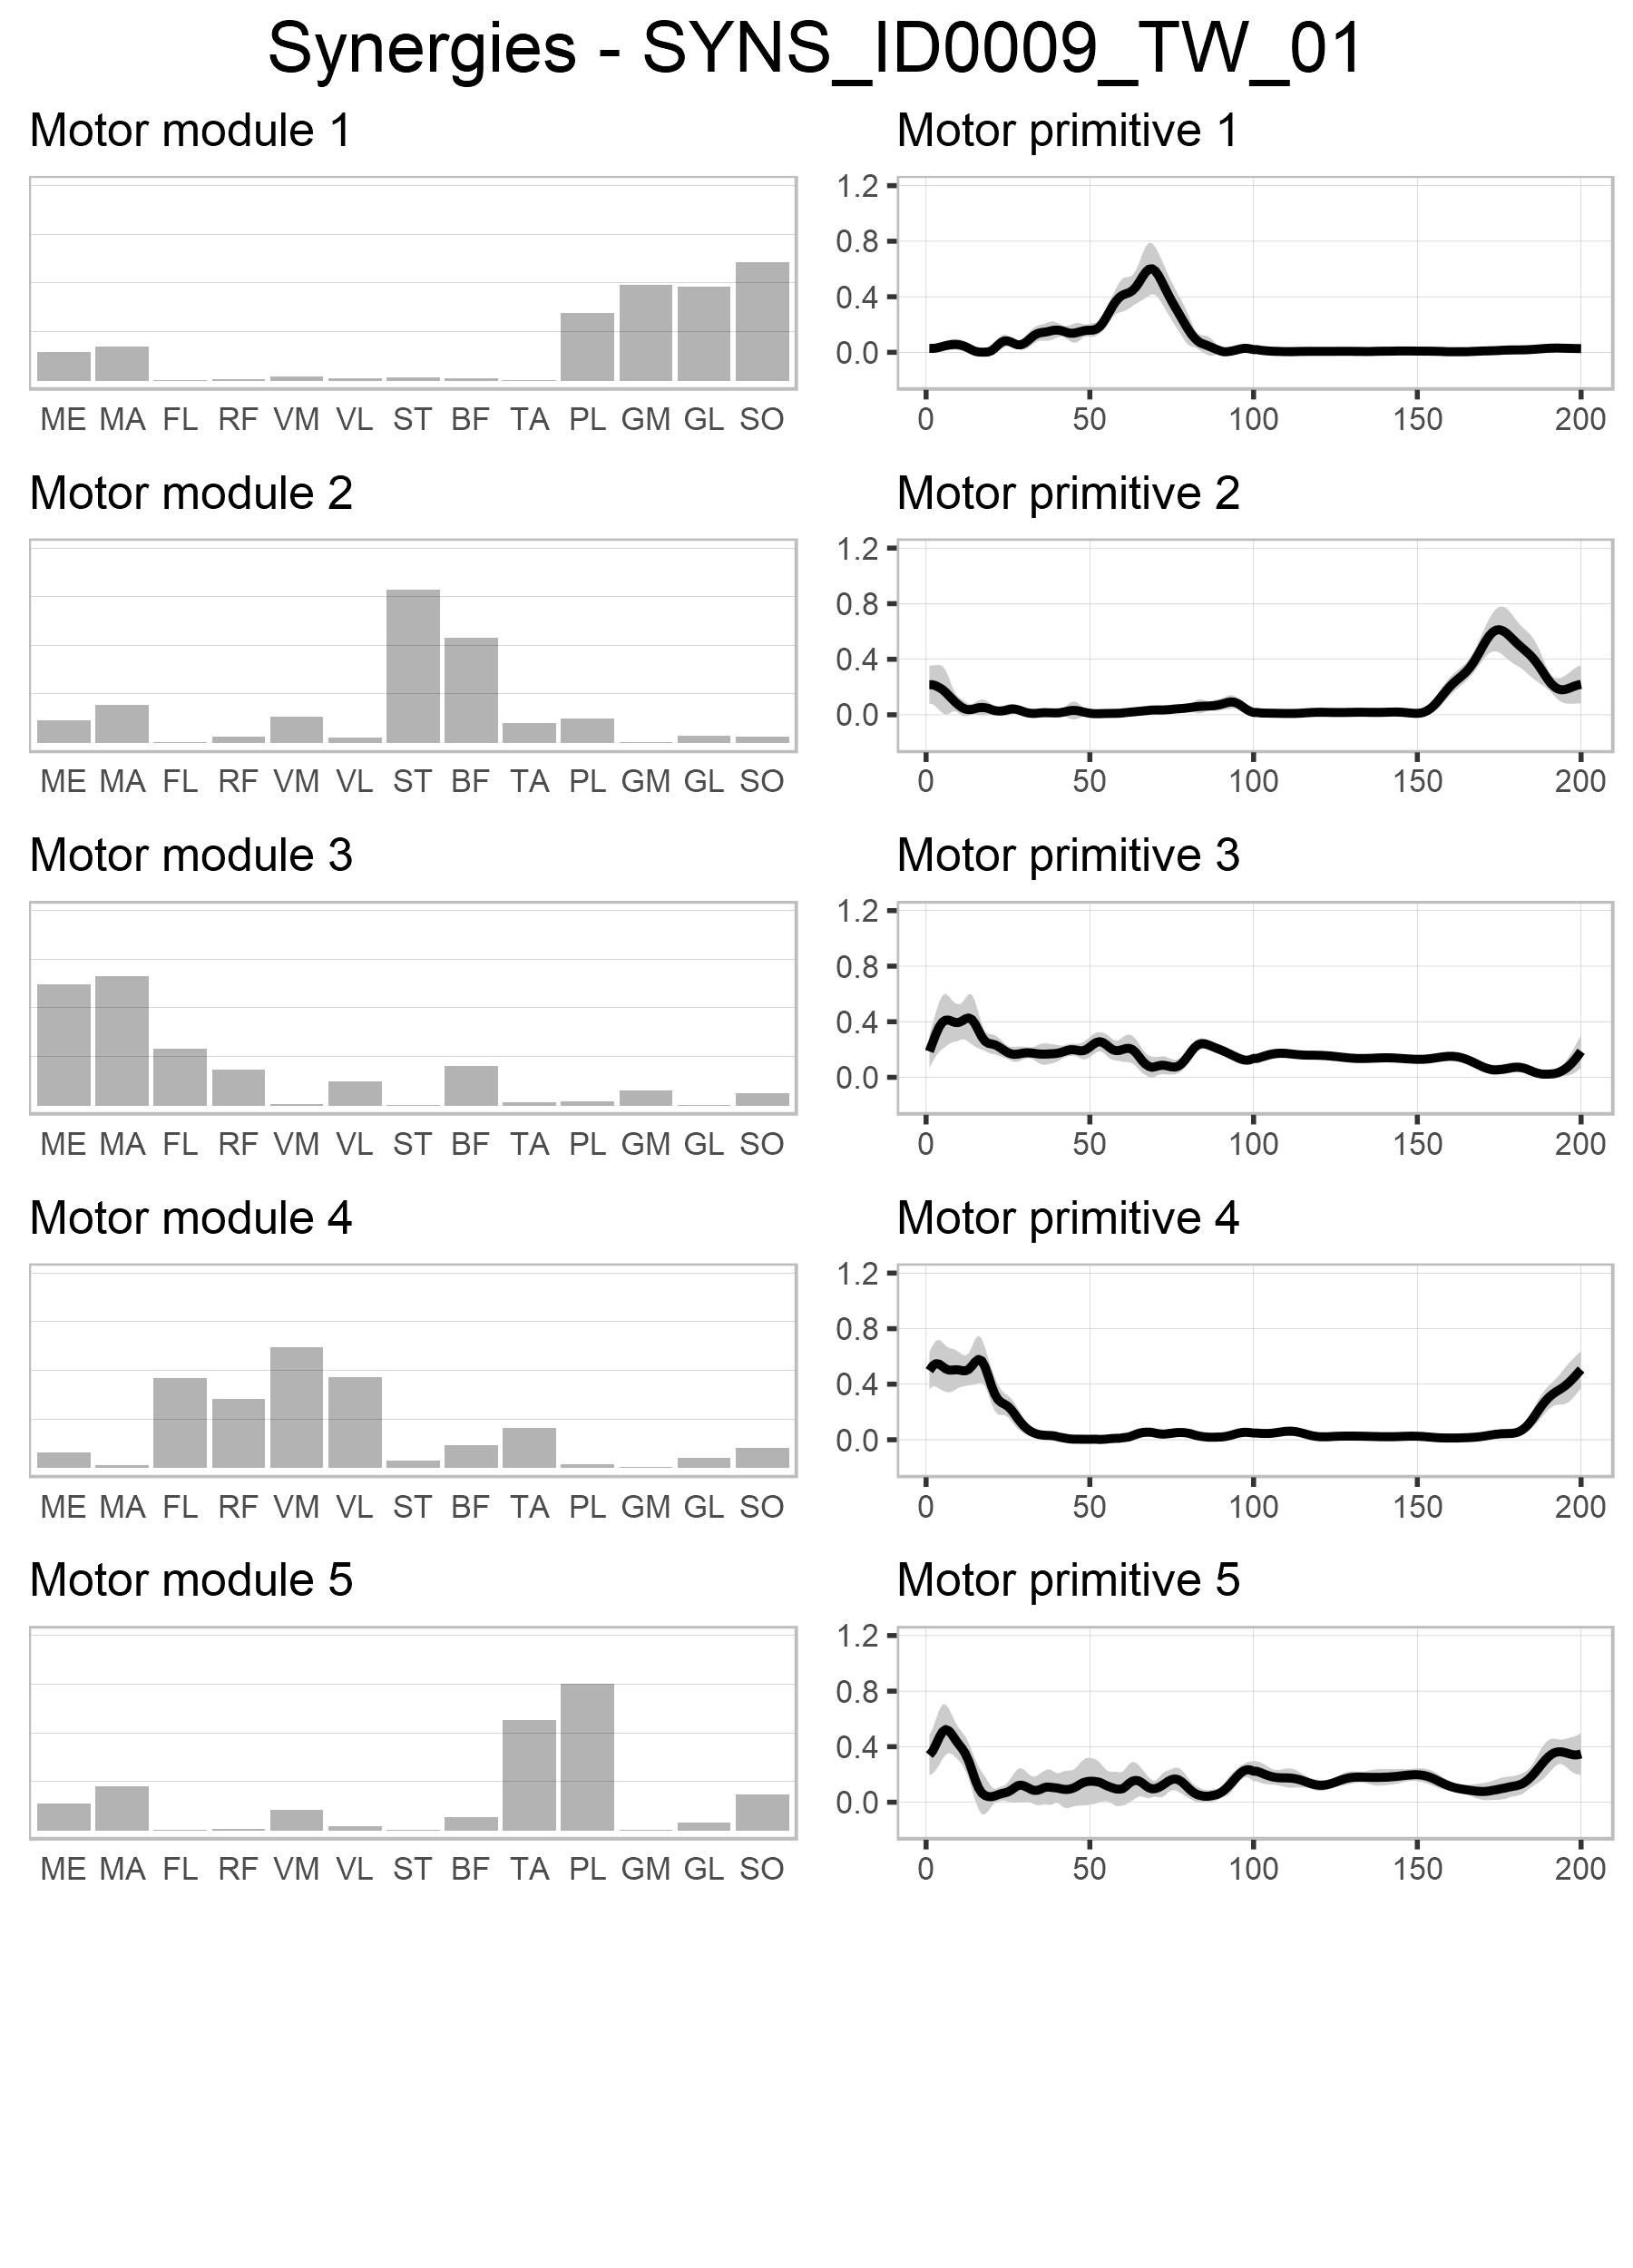 Synergies - SYNS_ID0009_TW_01
Motor module 1
Motor primitive 1
1.2
0.8
0.4
0.0
ME MA FL RF VM VL ST BF TA PL GM GL SO
0 50 100 150 200
Motor module 2
Motor primitive 2
1.2
0.8
0.4
0.0
ME MA FL RF VM VL ST BF TA PL GM GL SO
0 50 100 150 200
Motor module 3
Motor primitive 3
1.2
0.8
0.4
0.0
ME MA FL RF VM VL ST BF TA PL GM GL SO
0 50 100 150 200
Motor module 4
Motor primitive 4
1.2
0.8
0.4
0.0
ME MA FL RF VM VL ST BF TA PL GM GL SO
0 50 100 150 200
Motor module 5
Motor primitive 5
1.2
0.8
0.4
0.0
ME MA FL RF VM VL ST BF TA PL GM GL SO
0 50 100 150 200